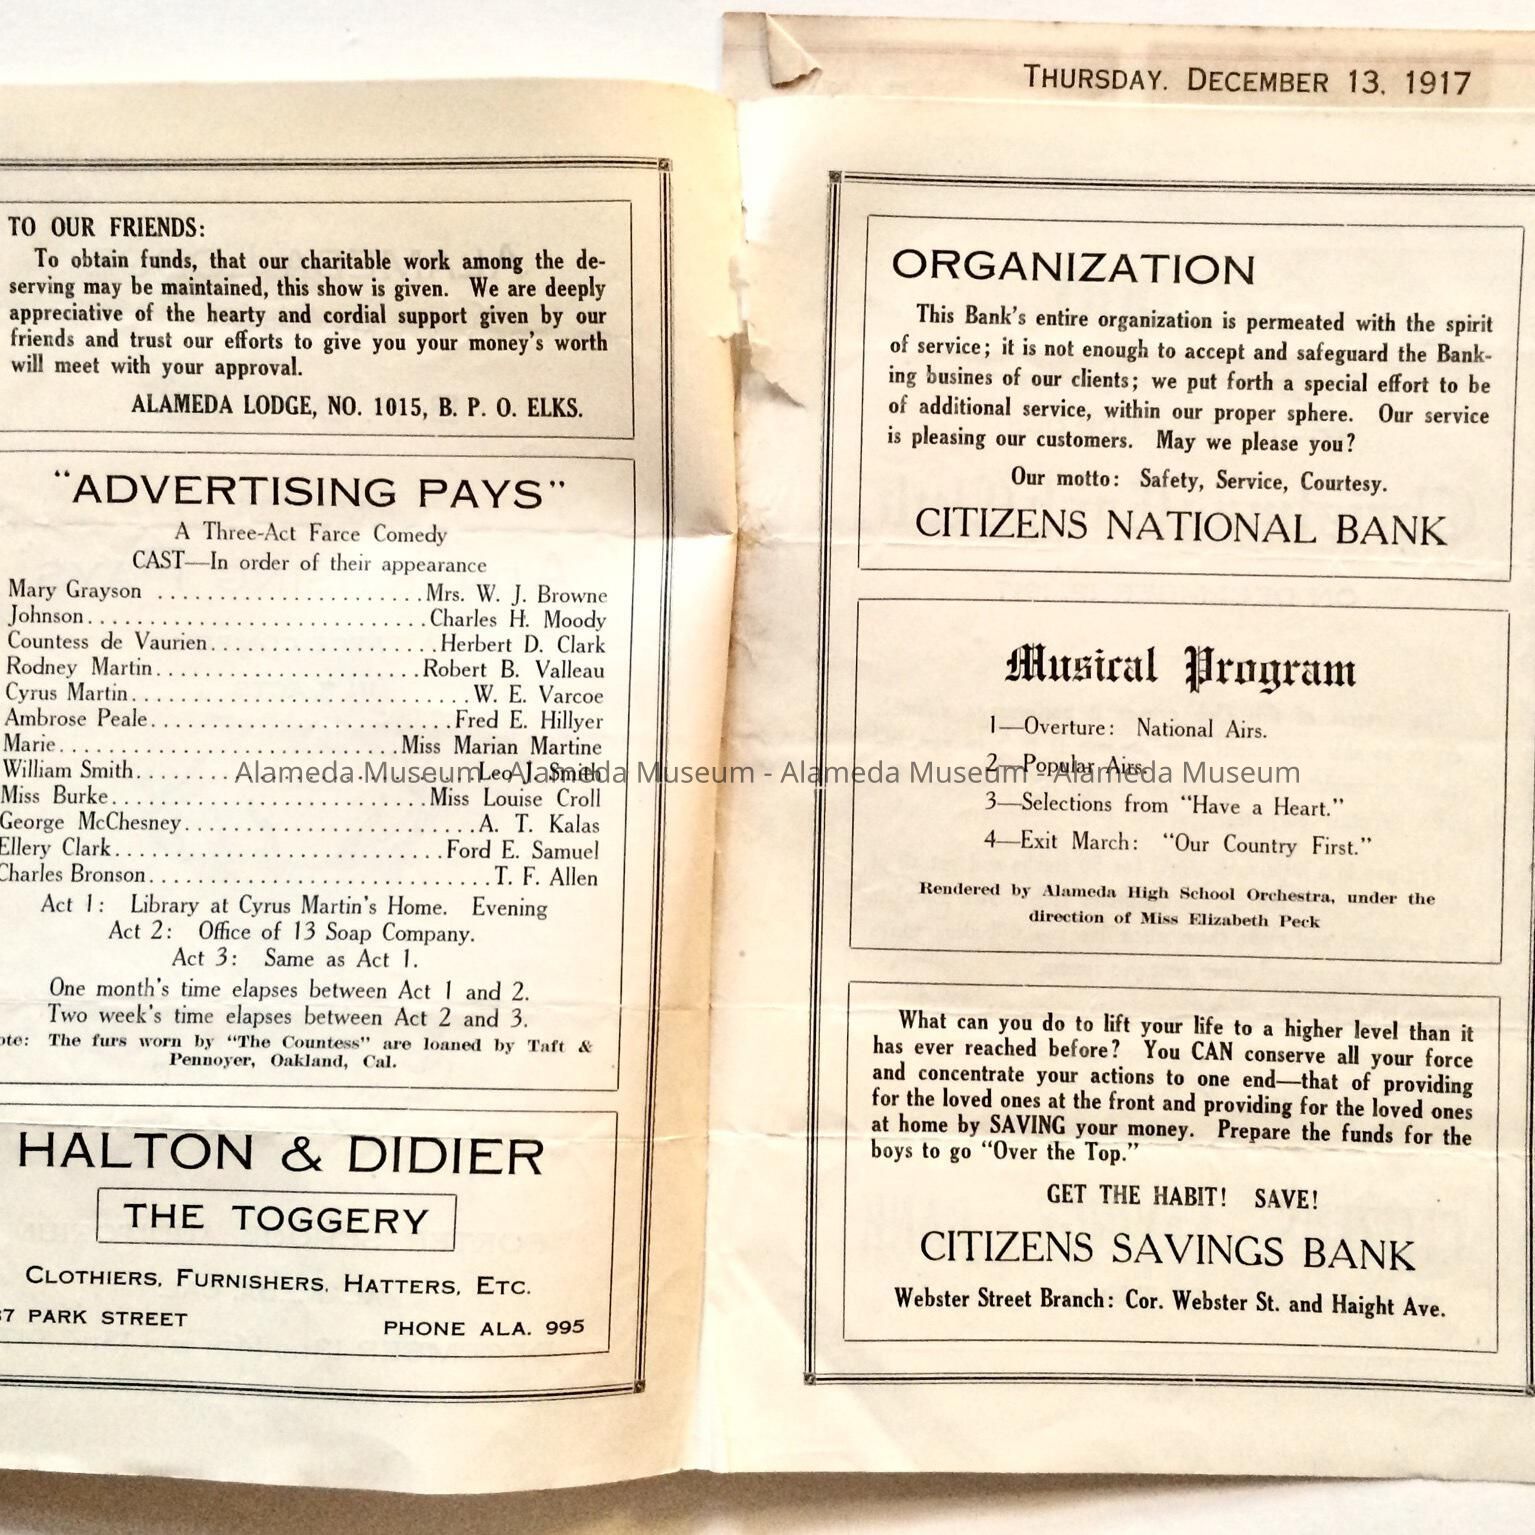 THURSDAY. DECEMBER 13, 1917
TO OUR FRIENDS:
To obtain funds, that our charitable work among the de-
serving may be maintained, this show is given. We are deeply
appreciative of the hearty and cordial support given by our
friends and trust our efforts to give you your money's worth
will meet with your approval.
ALAMEDA LODGE, NO. 1015, B. P. O. ELKS.
"ADVERTISING PAYS"
A Three-Act Farce Comedy
CAST—In order of their appearance
Mary Grayson ......................Mrs. W. J. Browne
Johnson............................Charles H. Moody
Countess de Vaurien...................Herbert D. Clark
Rodney Martin......................Robert B. Valleau
Cyrus Martin............................W. E. Varcoe
Ambrose Peale.........................Fred E. Hillyer
Marie............................Miss Marian Martine
William Smith............................Leo J. Smith
Miss Burke..........................Miss Louise Croll
George McChesney........................A. T. Kalas
Ellery Clark...........................Ford E. Samuel
Charles Bronson............................T. F. Allen
Act 1: Library at Cyrus Martin's Home. Evening
Act 2: Office of 13 Soap Company.
Act 3: Same as Act 1.
One month's time elapses between Act 1 and 2.
Two week's time elapses between Act 2 and 3.
ote: The furs worn by "The Countess" are loaned by Taft &
Pennoyer, Oakland, Cal.
HALTON & DIDIER
THE TOGGERY
CLOTHIERS, FURNISHERS, HATTERS, ETC.
7 PARK STREET
PHONE ALA. 995
ORGANIZATION
This Bank's entire organization is permeated with the spirit
of service; it is not enough to accept and safeguard the Bank-
ing busines of our clients; we put forth a special effort to be
of additional service, within our proper sphere. Our service
is pleasing our customers. May we please you?
Our motto: Safety, Service, Courtesy.
CITIZENS NATIONAL BANK
Musical Program
1—Overture: National Airs.
2—Popular Airs.
3—Selections from "Have a Heart."
4—Exit March: "Our Country First."
Rendered by Alameda High School Orchestra, under the
direction of Miss Elizabeth Peck
What can you do to lift your life to a higher level than it
has ever reached before? You CAN conserve all your force
and concentrate your actions to one end—that of providing
for the loved ones at the front and providing for the loved ones
at home by SAVING your money. Prepare the funds for the
boys to go "Over the Top."
GET THE HABIT! SAVE!
CITIZENS SAVINGS BANK
Webster Street Branch: Cor. Webster St. and Haight Ave.
Alameda Museum - Alameda Museum - Alameda Museum - Alameda Museum